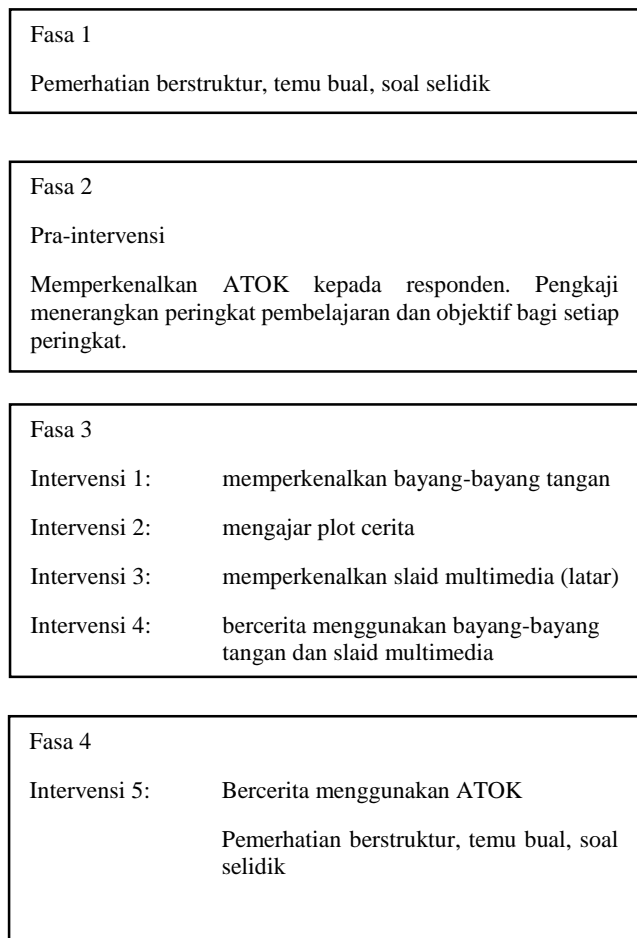 Fasa 1
Pemerhatian berstruktur, temu bual, soal selidik
Fasa 2
Pra-intervensi
Memperkenalkan ATOK kepada responden. Pengkaji
menerangkan peringkat pembelajaran dan objektif bagi setiap
peringkat.
Fasa 3
Intervensi 1: memperkenalkan bayang-bayang tangan
Intervensi 2: mengajar plot cerita
Intervensi 3: memperkenalkan slaid multimedia (latar)
Intervensi 4: bercerita menggunakan bayang-bayang
tangan dan slaid multimedia
Fasa 4
Intervensi 5: Bercerita menggunakan ATOK
Pemerhatian berstruktur, temu bual, soal
selidik